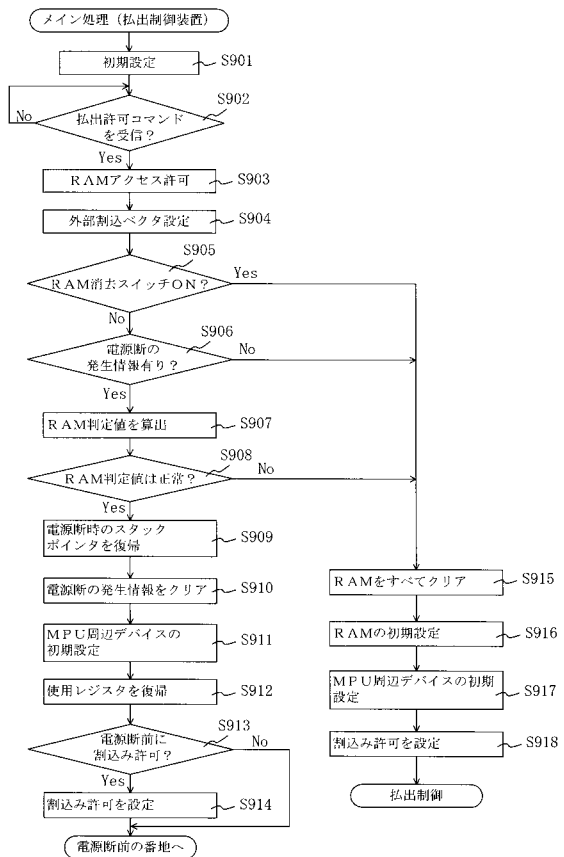 メイン処理（払出制御装置）
初期設定
S901
S902
No
払出許可コマンド
を受信？
Yes
ＲＡＭアクセス許可
S903
外部割込ベクタ設定
S904
S905
ＲＡＭ消去スイッチＯＮ？
Yes
No
S906
電源断の
発生情報有り？
No
Yes
ＲＡＭ判定値を算出
S907
S908
ＲＡＭ判定値は正常？
No
Yes
電源断時のスタック
ポインタを復帰
S909
電源断の発生情報をクリア
S910
ＭＰＵ周辺デバイスの
初期設定
S911
使用レジスタを復帰
S912
S913
電源断前に
割込み許可？
No
Yes
割込み許可を設定
S914
電源断前の番地へ
ＲＡＭをすべてクリア
S915
ＲＡＭの初期設定
S916
ＭＰＵ周辺デバイスの初期
設定
S917
割込み許可を設定
S918
払出制御